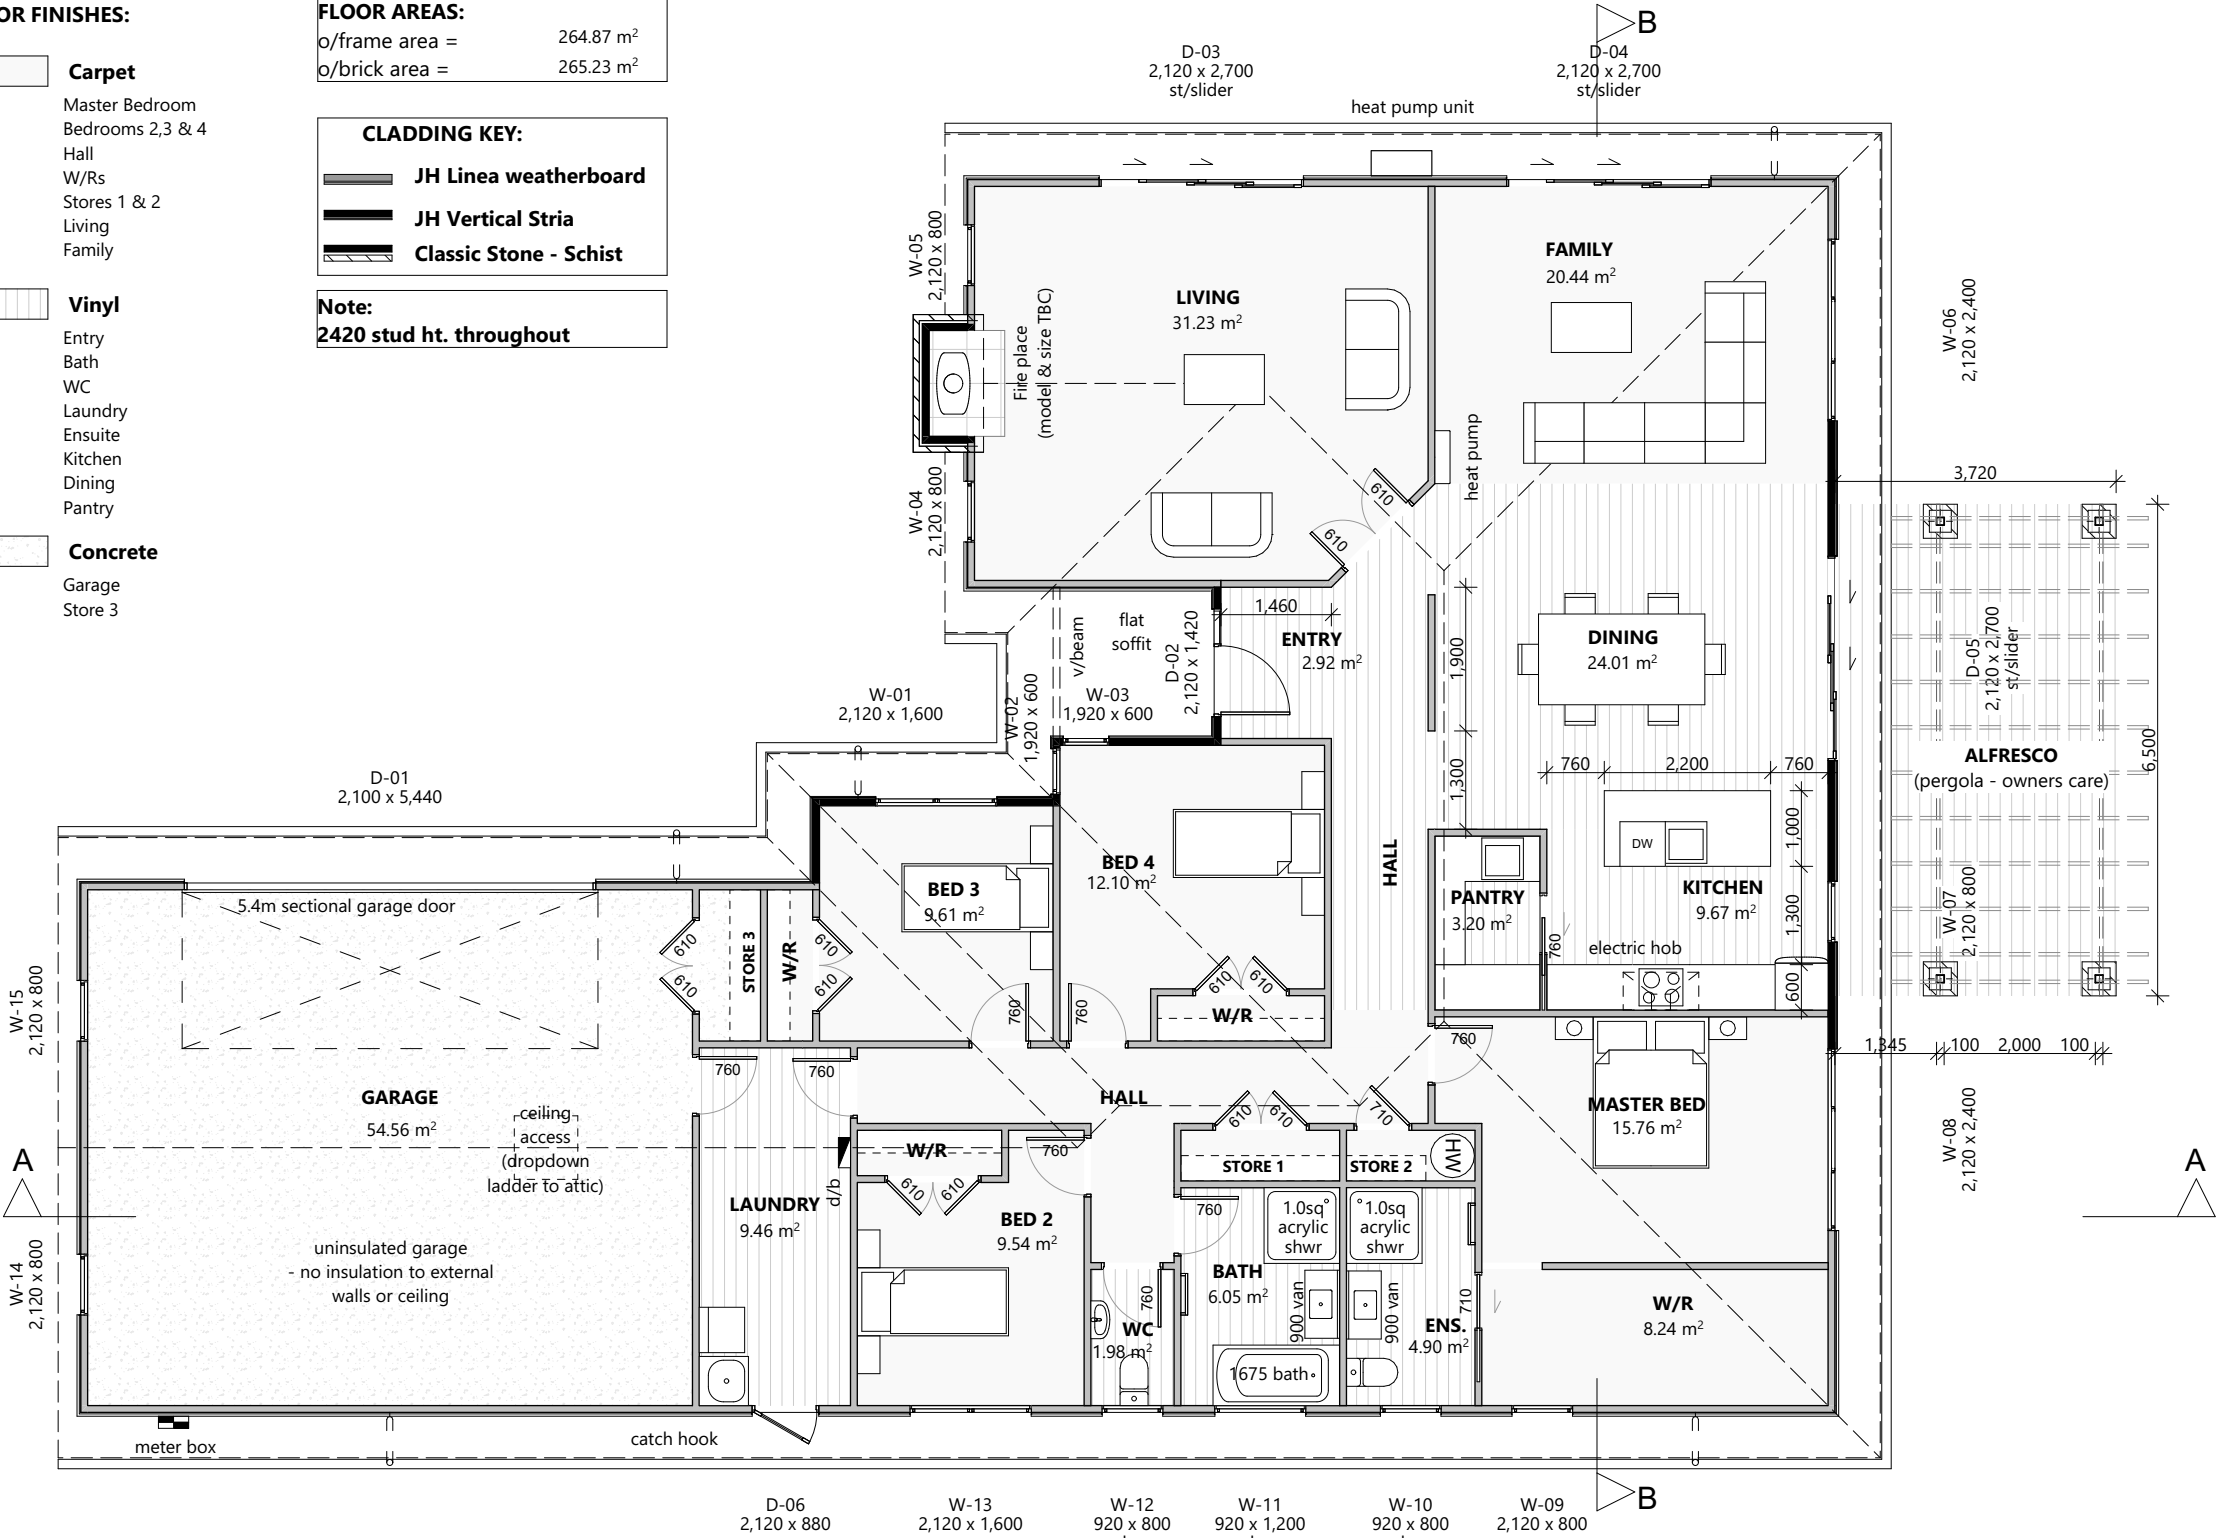 OR FINISHES:
Carpet
Master Bedroom
Bedrooms 2,3 & 4
Hall
W/Rs
Stores 1 & 2
Living
Family
Vinyl
Entry
Bath
WC
Laundry
Ensuite
Kitchen
Dining
Pantry
Concrete
Garage
Store 3
FLOOR AREAS:
o/frame area = 264.87 m²
o/brick area = 265.23 m²
CLADDING KEY:
JH Linea weatherboard
JH Vertical Stria
Classic Stone - Schist
Note:
2420 stud ht. throughout
B
D-03
2,120 x 2,700
st/slider
D-04
2,120 x 2,700
st/slider
heat pump unit
W-05
2,120 x 800
LIVING
31.23 m²
FAMILY
20.44 m²
Fire place
(model & size TBC)
W-06
2,120 x 2,400
W-04
2,120 x 800
heat pump
610
610
3,720
v/beam
flat
soffit
D-02
2,120 x 1,420
1,460
ENTRY
2.92 m²
1,900
DINING
24.01 m²
D-05
2,120 x 2,700
st/slider
6,500
ALFRESCO
(pergola - owners care)
W-01
2,120 x 1,600
W-02
1,920 x 600
W-03
1,920 x 600
1,300
760
2,200
760
1,000
DW
D-01
2,100 x 5,440
BED 3
9.61 m²
BED 4
12.10 m²
HALL
PANTRY
3.20 m²
KITCHEN
9.67 m²
1,300
W-07
2,120 x 800
5.4m sectional garage door
610
610
STORE 3
W/R
610
610
760
760
610
610
W/R
760
electric hob
600
W-15
2,120 x 800
1,345
100
2,000
100
GARAGE
54.56 m²
ceiling
access
(dropdown
ladder to attic)
760
760
HALL
610
610
710
760
MASTER BED
15.76 m²
W-08
2,120 x 2,400
A
A
W/R
760
STORE 1
STORE 2
HW
610
610
d/b
LAUNDRY
9.46 m²
BED 2
9.54 m²
760
1.0sq
acrylic
shwr
1.0sq
acrylic
shwr
W-14
2,120 x 800
uninsulated garage
- no insulation to external
walls or ceiling
760
WC
1.98 m²
BATH
6.05 m²
900 van
900 van
ENS.
4.90 m²
710
W/R
8.24 m²
1675 bath
meter box
catch hook
B
D-06
2,120 x 880
W-13
2,120 x 1,600
W-12
920 x 800
W-11
920 x 1,200
W-10
920 x 800
W-09
2,120 x 800